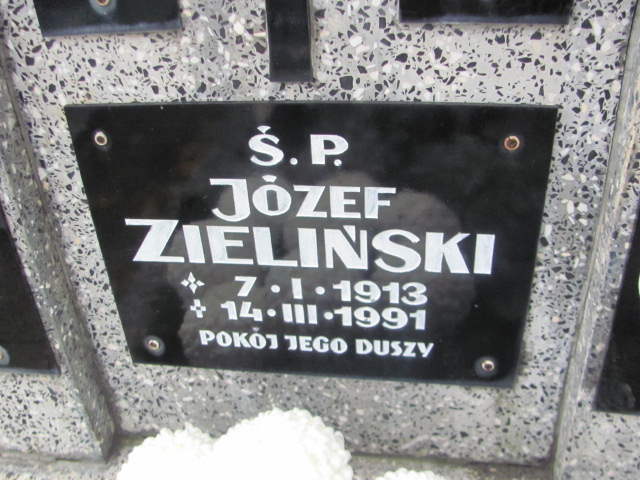 Ś.P.
JÓZEF
ZIELIŃSKI
7·I·1913
14·III·1991
POKÓJ JEGO DUSZY